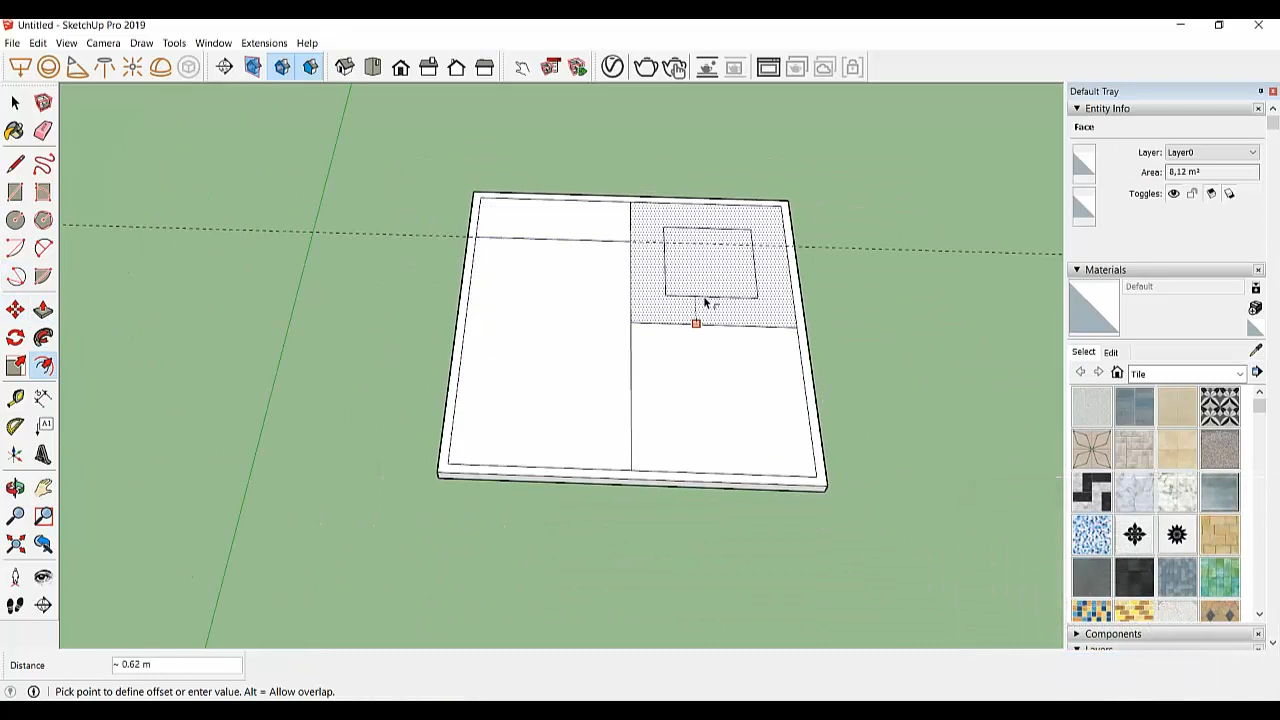 Untitled - SketchUp Pro 2019
File Edit View Camera Draw Tools Window Extensions Help
Default Tray
Entity Info
Face
Layer: Layer0
Area: 8,12 m²
Toggles:
Materials
Default
Select Edit
Tile
A1
Components
Layers
Distance ~ 0.62 m
Pick point to define offset or enter value. Alt = Allow overlap.